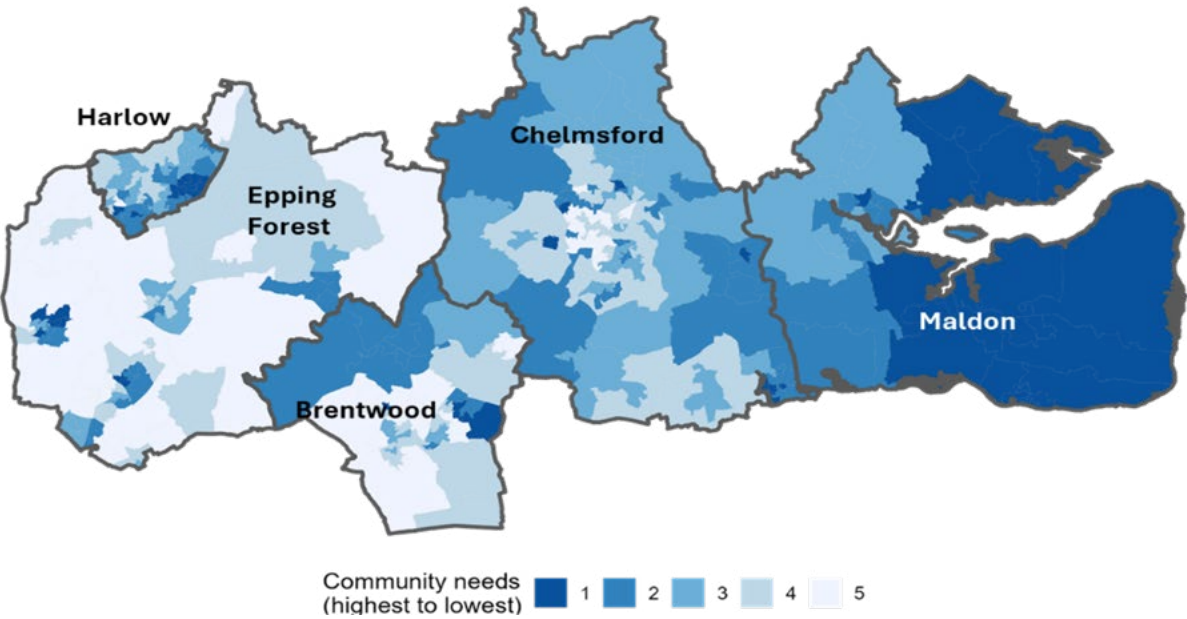 Harlow
Chelmsford
Epping
Forest
Maldon
Brentwood
Community needs
(highest to lowest)
1 2 3 4 5